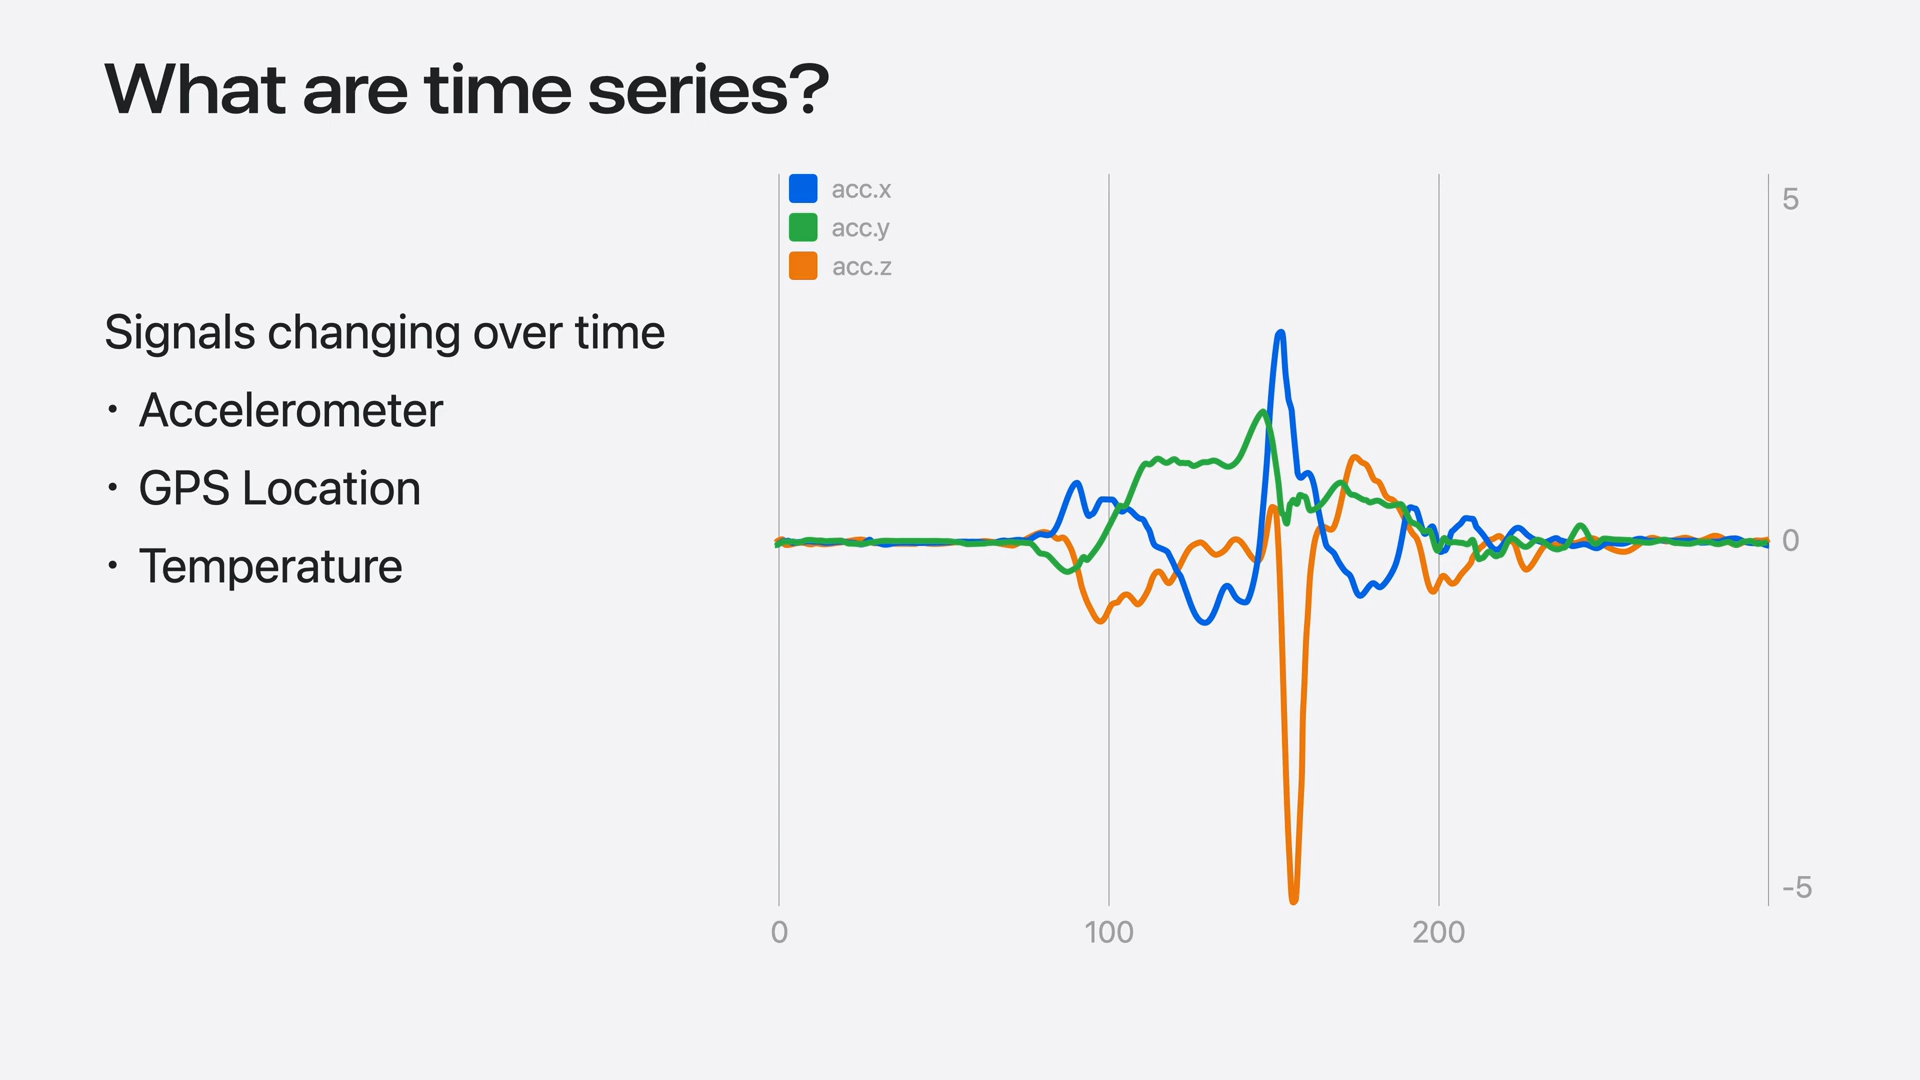 What are time series?
Signals changing over time
• Accelerometer
• GPS Location
• Temperature
acc.x
acc.y
acc.z
5
0
-5
0
100
200